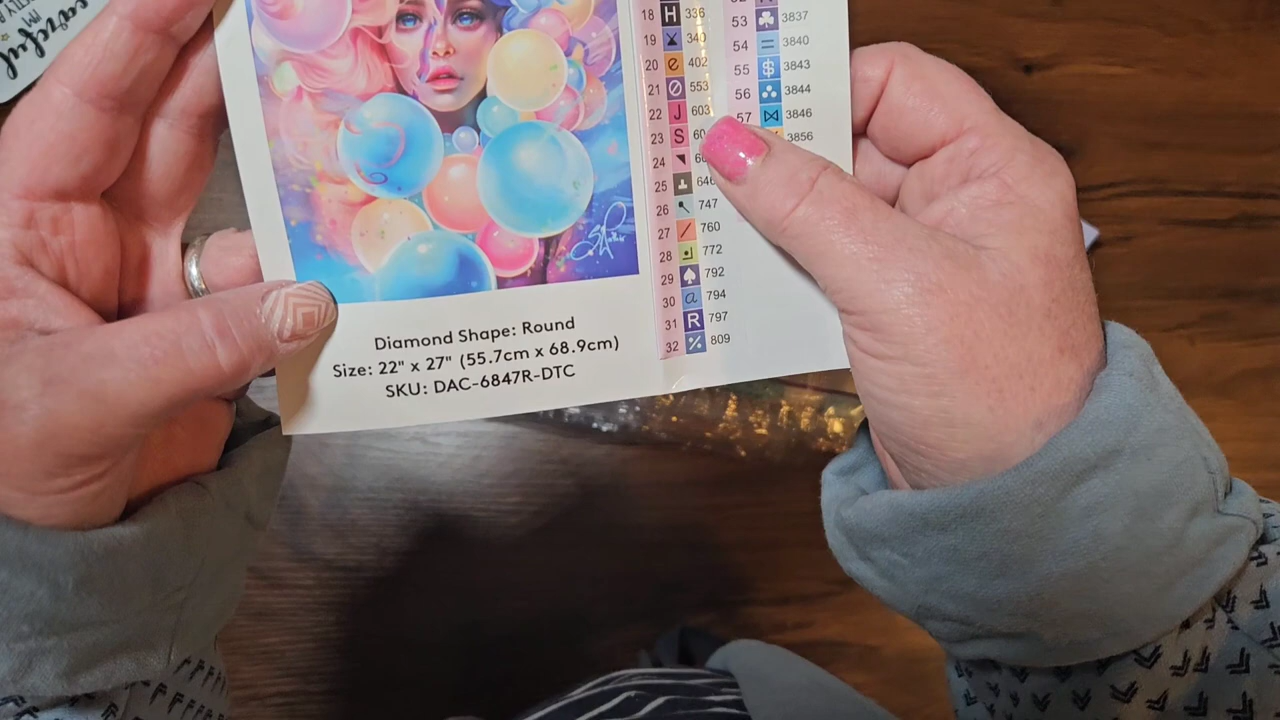 I'm
18 H 336
19 340
20 e 402
21 553
22 J 603
23 S 60
24
25 646
26 747
27 760
28 772
29 792
30 a 794
31 R 797
32 809
53 3837
54 3840
55 $ 3843
56 3844
57 3846
3856
Diamond Shape: Round
Size: 22" x 27" (55.7cm x 68.9cm)
SKU: DAC-6847R-DTC